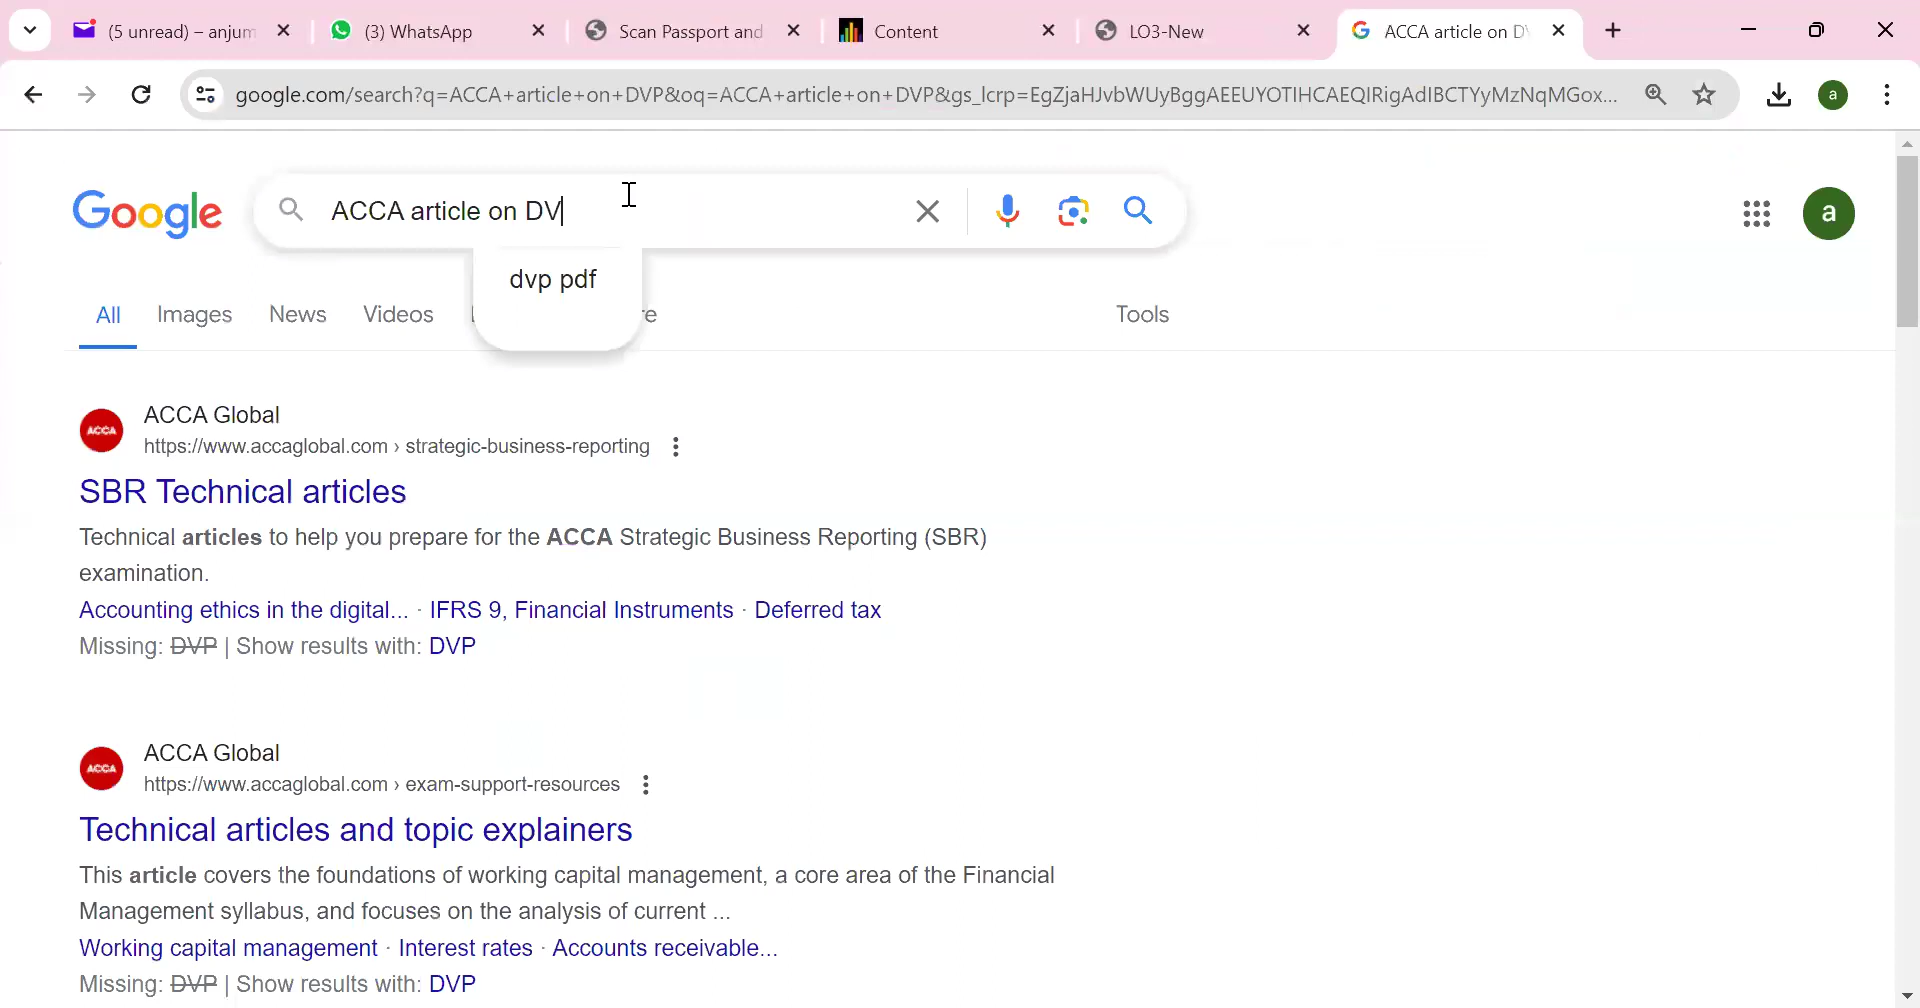 (5 unread) – anjum
(3) WhatsApp
Scan Passport and
Content
LO3-New
ACCA article on DV
google.com/search?q=ACCA+article+on+DVP&oq=ACCA+article+on+DVP&gs_lcrp=EgZjaHJvbWUyBggAEEUYOTIHCAEQIRigAdIBCTYyMzNqMGox...
a
Google
ACCA article on DV
a
dvp pdf
All
Images
News
Videos
Tools
ACCA
ACCA Global
https://www.accaglobal.com › strategic-business-reporting
SBR Technical articles
Technical articles to help you prepare for the ACCA Strategic Business Reporting (SBR)
examination.
Accounting ethics in the digital... · IFRS 9, Financial Instruments · Deferred tax
Missing: DVP | Show results with: DVP
ACCA
ACCA Global
https://www.accaglobal.com › exam-support-resources
Technical articles and topic explainers
This article covers the foundations of working capital management, a core area of the Financial
Management syllabus, and focuses on the analysis of current ...
Working capital management · Interest rates · Accounts receivable...
Missing: DVP | Show results with: DVP